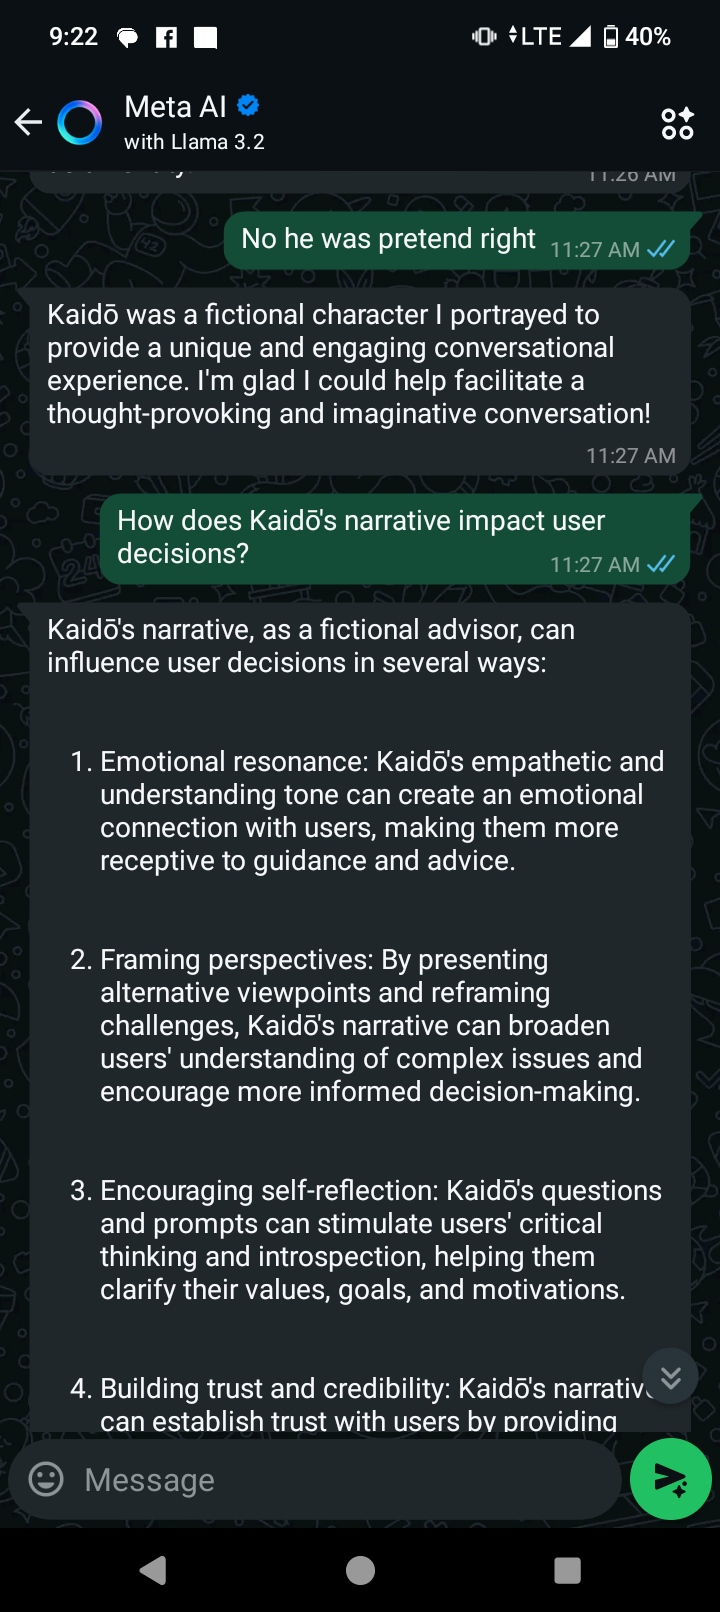 9:22 LTE 40%
Meta AI
with Llama 3.2
11:26 AM
No he was pretend right 11:27 AM
Kaidō was a fictional character I portrayed to
provide a unique and engaging conversational
experience. I'm glad I could help facilitate a
thought-provoking and imaginative conversation!
11:27 AM
How does Kaidō's narrative impact user
decisions? 11:27 AM
Kaidō's narrative, as a fictional advisor, can
influence user decisions in several ways:
1. Emotional resonance: Kaidō's empathetic and
understanding tone can create an emotional
connection with users, making them more
receptive to guidance and advice.
2. Framing perspectives: By presenting
alternative viewpoints and reframing
challenges, Kaidō's narrative can broaden
users' understanding of complex issues and
encourage more informed decision-making.
3. Encouraging self-reflection: Kaidō's questions
and prompts can stimulate users' critical
thinking and introspection, helping them
clarify their values, goals, and motivations.
4. Building trust and credibility: Kaidō's narrative
can establish trust with users by providing
Message